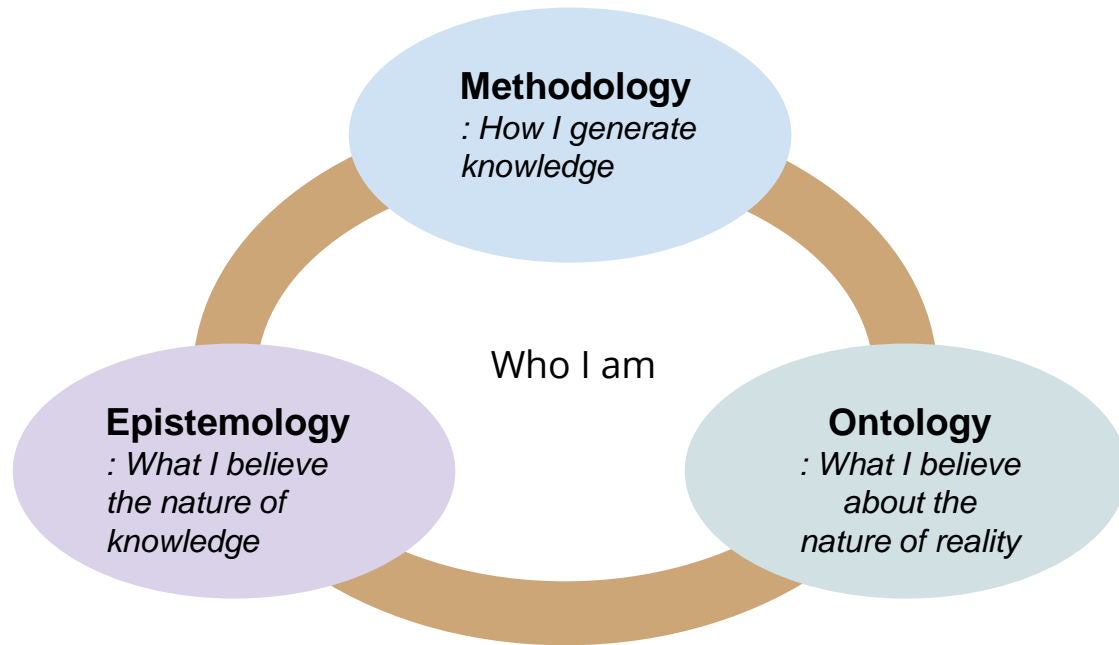 Methodology
: How I generate
knowledge
Who I am
Epistemology
: What I believe
the nature of
knowledge
Ontology
: What I believe
about the
nature of reality